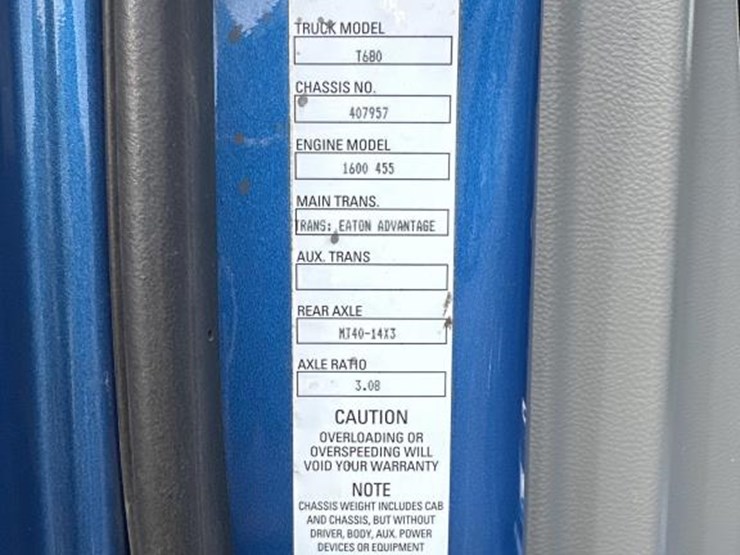 TRUCK MODEL
T680
CHASSIS NO.
407957
ENGINE MODEL
1600 455
MAIN TRANS.
TRANS: EATON ADVANTAGE
AUX. TRANS
REAR AXLE
MT40-14X3
AXLE RATIO
3.08
CAUTION
OVERLOADING OR
OVERSPEEDING WILL
VOID YOUR WARRANTY
NOTE
CHASSIS WEIGHT INCLUDES CAB
AND CHASSIS, BUT WITHOUT
DRIVER, BODY, AUX. POWER
DEVICES OR EQUIPMENT